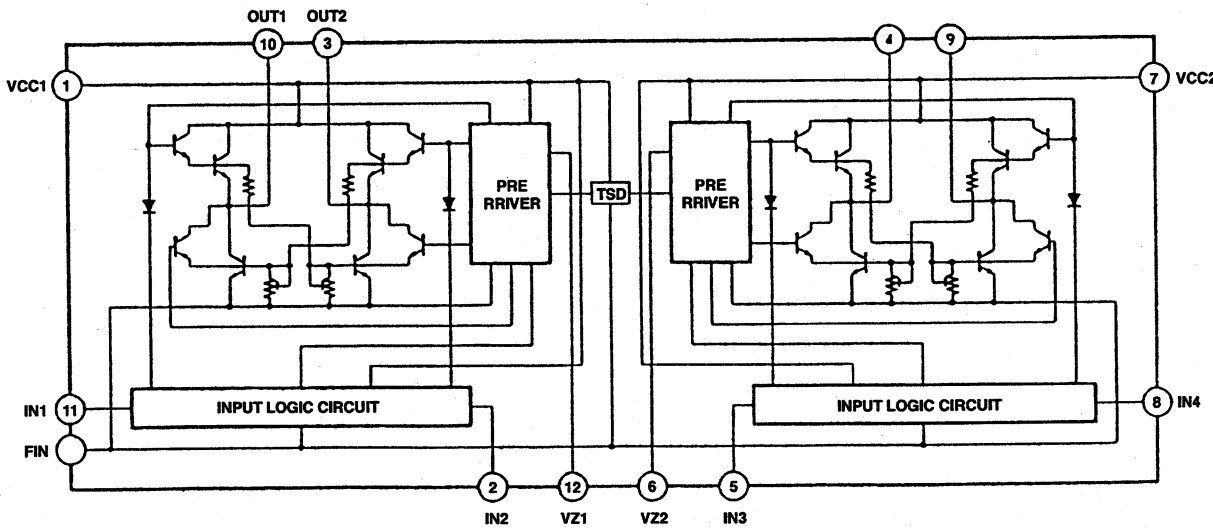 OUT1 OUT2
10 3 4 9
VCC1 1 7 VCC2
PRE RRIVER
TSD
PRE RRIVER
IN1 11 INPUT LOGIC CIRCUIT INPUT LOGIC CIRCUIT 8 IN4
FIN
2 12 6 5
IN2 VZ1 VZ2 IN3